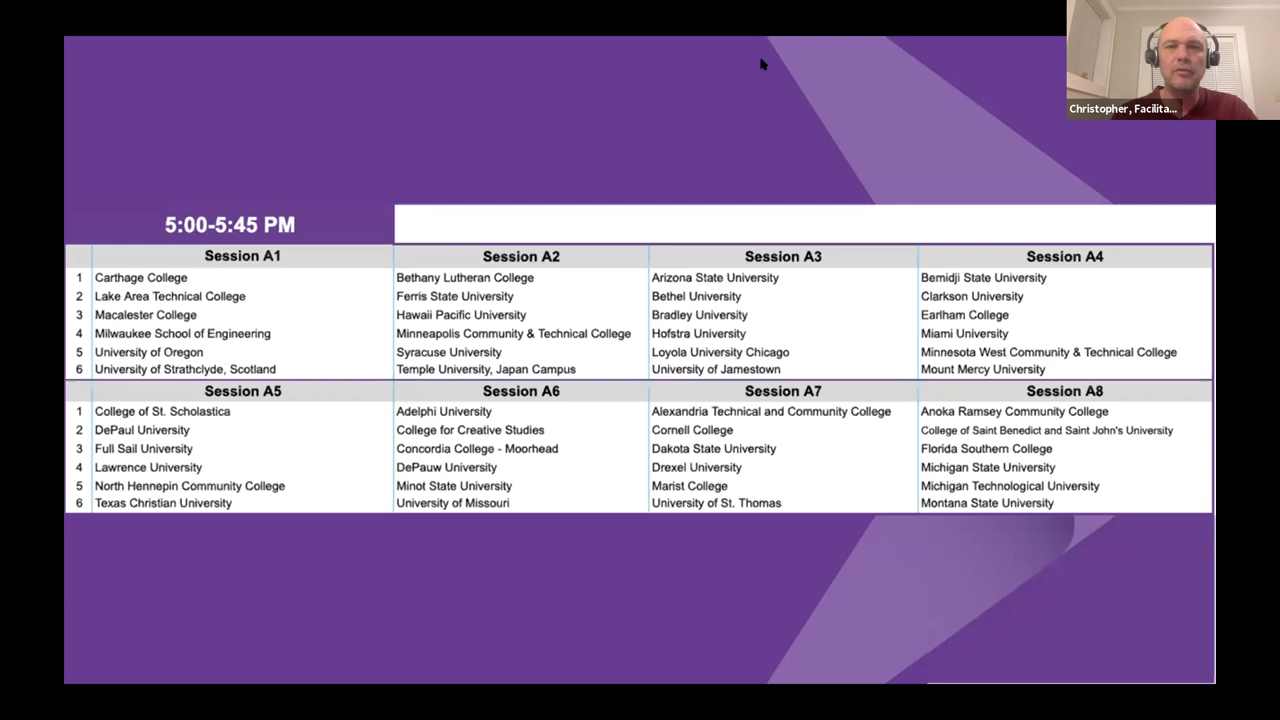 Christopher, Facilita...
5:00-5:45 PM
Session A1 Session A2 Session A3 Session A4
1 Carthage College Bethany Lutheran College Arizona State University Bemidji State University
2 Lake Area Technical College Ferris State University Bethel University Clarkson University
3 Macalester College Hawaii Pacific University Bradley University Earlham College
4 Milwaukee School of Engineering Minneapolis Community & Technical College Hofstra University Miami University
5 University of Oregon Syracuse University Loyola University Chicago Minnesota West Community & Technical College
6 University of Strathclyde, Scotland Temple University, Japan Campus University of Jamestown Mount Mercy University
Session A5 Session A6 Session A7 Session A8
1 College of St. Scholastica Adelphi University Alexandria Technical and Community College Anoka Ramsey Community College
2 DePaul University College for Creative Studies Cornell College College of Saint Benedict and Saint John's University
3 Full Sail University Concordia College - Moorhead Dakota State University Florida Southern College
4 Lawrence University DePauw University Drexel University Michigan State University
5 North Hennepin Community College Minot State University Marist College Michigan Technological University
6 Texas Christian University University of Missouri University of St. Thomas Montana State University